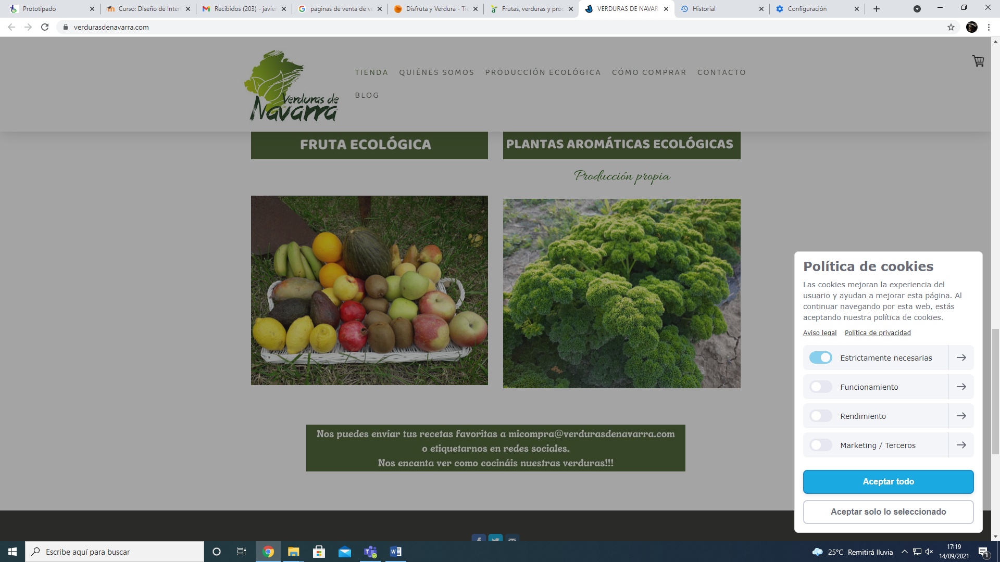 Prototipado
Curso: Diseño de Inter
Recibidos (203) - javie
paginas de venta de ve
Disfruta y Verdura - Tie
Frutas, verduras y proc
VERDURAS DE NAVAR
Historial
Configuración
verdurasdenavarra.com
Verduras de
Navarra
TIENDA QUIÉNES SOMOS PRODUCCIÓN ECOLÓGICA CÓMO COMPRAR CONTACTO
BLOG
FRUTA ECOLÓGICA
PLANTAS AROMÁTICAS ECOLÓGICAS
Producción propia
Nos puedes envíar tus recetas favoritas a micompra@verdurasdenavarra.com
o etiquetarnos en redes sociales.
Nos encanta ver como cocináis nuestras verduras!!!
Política de cookies
Las cookies mejoran la experiencia del
usuario y ayudan a mejorar esta página. Al
continuar navegando por esta web, estás
aceptando nuestra política de cookies.
Aviso legal Política de privacidad
Estrictamente necesarias
Funcionamiento
Rendimiento
Marketing / Terceros
Aceptar todo
Aceptar solo lo seleccionado
Escribe aquí para buscar
25°C Remitirá lluvia
17:19
14/09/2021
1